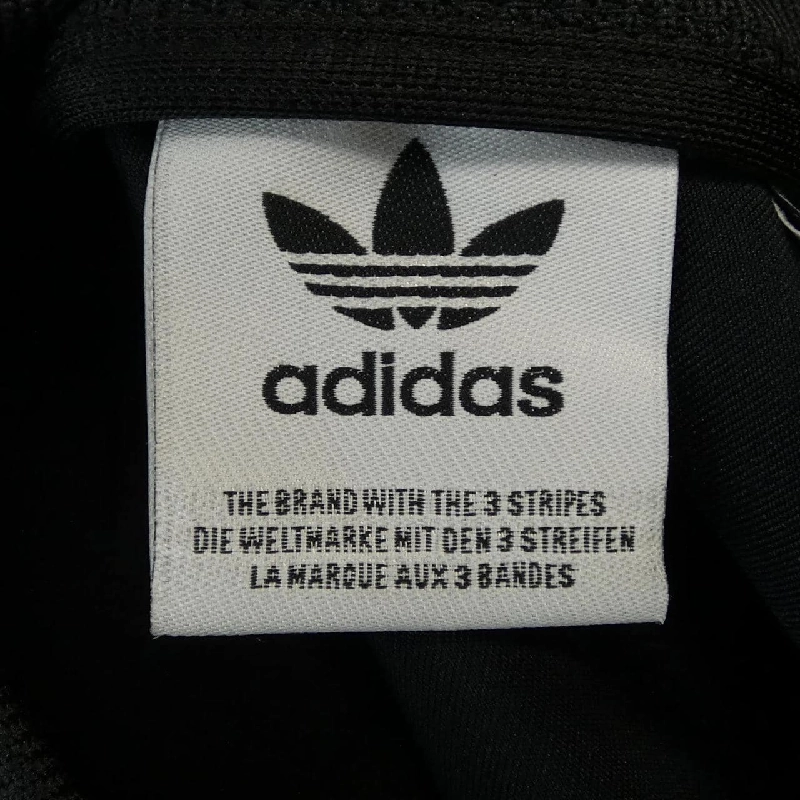 adidas
THE BRAND WITH THE 3 STRIPES
DIE WELTMARKE MIT DEN 3 STREIFEN
LA MARQUE AUX 3 BANDES